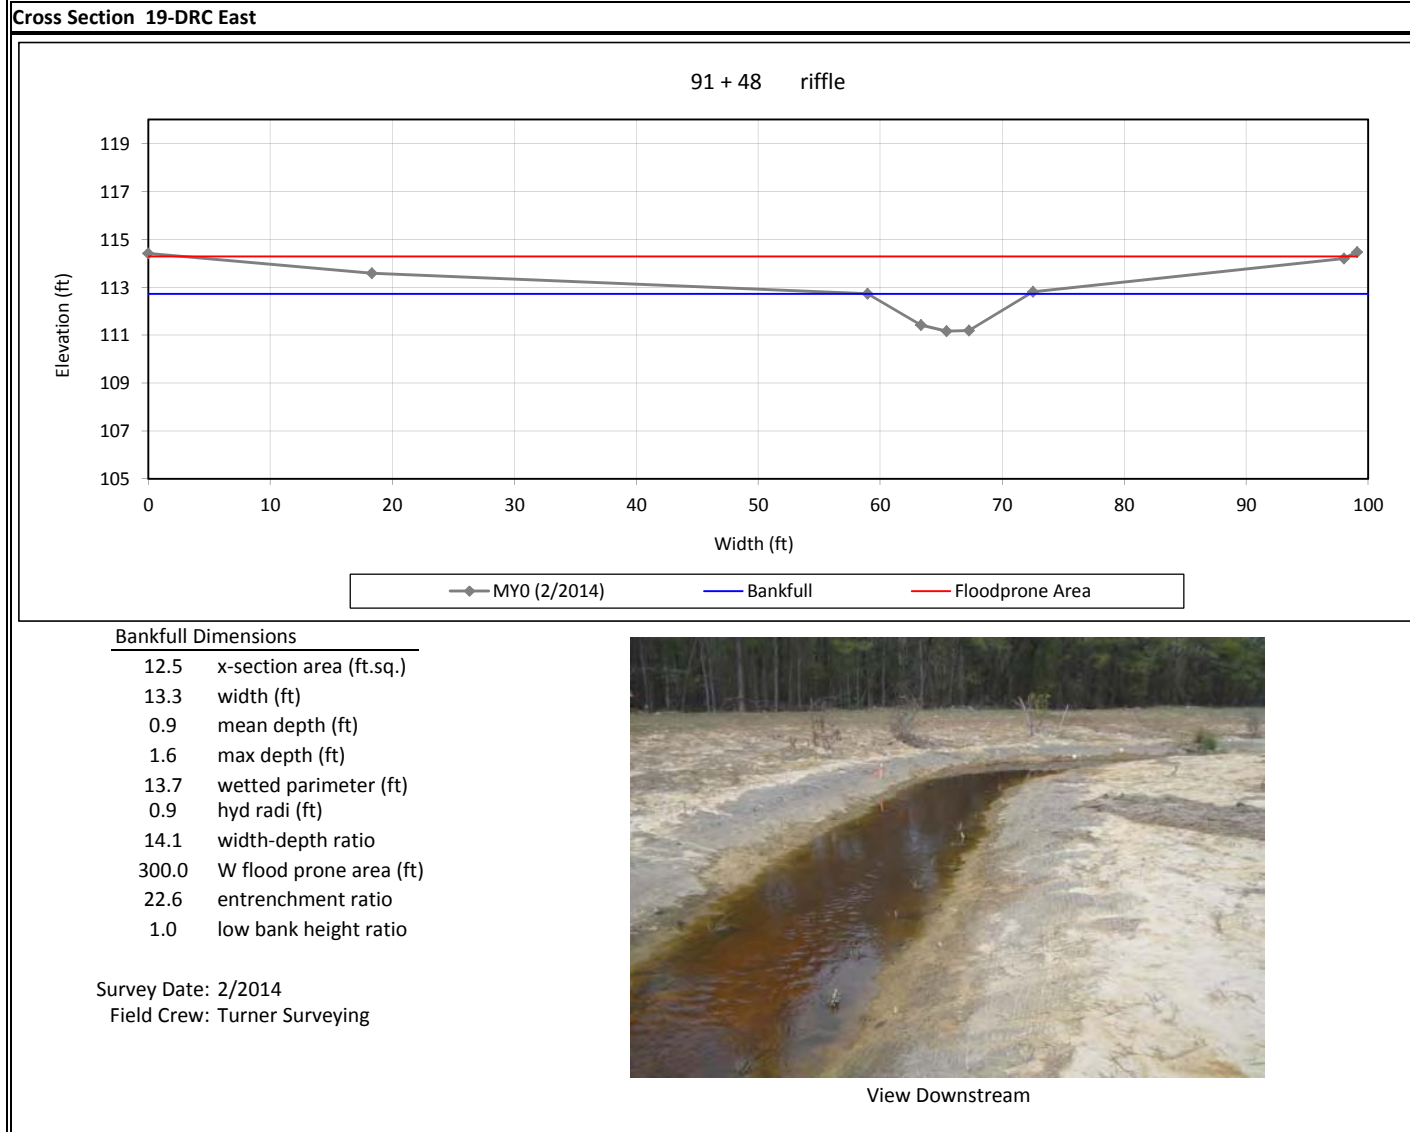 Cross Section 19-DRC East
91 + 48 riffle
119
117
115
113
111
109
107
105
Elevation (ft)
0 10 20 30 40 50 60 70 80 90 100
Width (ft)
MY0 (2/2014) Bankfull Floodprone Area
Bankfull Dimensions
12.5 x-section area (ft.sq.)
13.3 width (ft)
0.9 mean depth (ft)
1.6 max depth (ft)
13.7 wetted parimeter (ft)
0.9 hyd radi (ft)
14.1 width-depth ratio
300.0 W flood prone area (ft)
22.6 entrenchment ratio
1.0 low bank height ratio
Survey Date: 2/2014
Field Crew: Turner Surveying
View Downstream